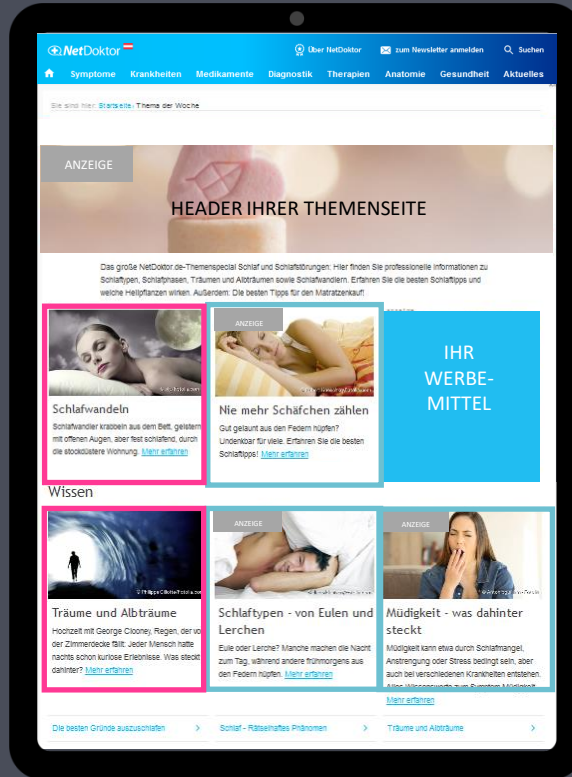 NetDoktor
Über NetDoktor
zum Newsletter anmelden
Suchen
Symptome Krankheiten Medikamente Diagnostik Therapien Anatomie Gesundheit Aktuelles
Sie sind hier: Startseite› Thema der Woche
ANZEIGE
HEADER IHRER THEMENSEITE
Das große NetDoktor.de-Themenspecial Schlaf und Schlafstörungen: Hier finden Sie professionelle Informationen zu
Schlaftypen, Schlafphasen, Träumen und Albträumen sowie Schlafwandlern. Erfahren Sie die besten Schlaftipps und
welche Heilpflanzen wirken. Außerdem: Die besten Tipps für den Matratzenkauf!
Schlafwandeln
Schlafwandler krabbeln aus dem Bett, geistern
mit offenen Augen, aber fest schlafend, durch
die stockdüstere Wohnung. Mehr erfahren
ANZEIGE
Nie mehr Schäfchen zählen
Gut gelaunt aus den Federn hüpfen?
Undenkbar für viele. Erfahren Sie die besten
Schlaftipps! Mehr erfahren
IHR
WERBE-
MITTEL
Wissen
Träume und Albträume
Hochzeit mit George Clooney, Regen, der von
der Zimmerdecke fällt: Jeder Mensch hatte
nachts schon kuriose Erlebnisse. Was steckt
dahinter? Mehr erfahren
ANZEIGE
Schlaftypen - von Eulen und
Lerchen
Eule oder Lerche? Manche machen die Nacht
zum Tag, während andere frühmorgens aus
den Federn hüpfen. Mehr erfahren
ANZEIGE
Müdigkeit - was dahinter
steckt
Müdigkeit kann etwa durch Schlafmangel,
Anstrengung oder Stress bedingt sein, aber
auch bei verschiedenen Krankheiten entstehen.
Alles Wissenswerte zum Symptom Müdigkeit
Mehr erfahren
Die besten Gründe auszuschlafen
Schlaf - Rätselhaftes Phänomen
Träume und Albträume